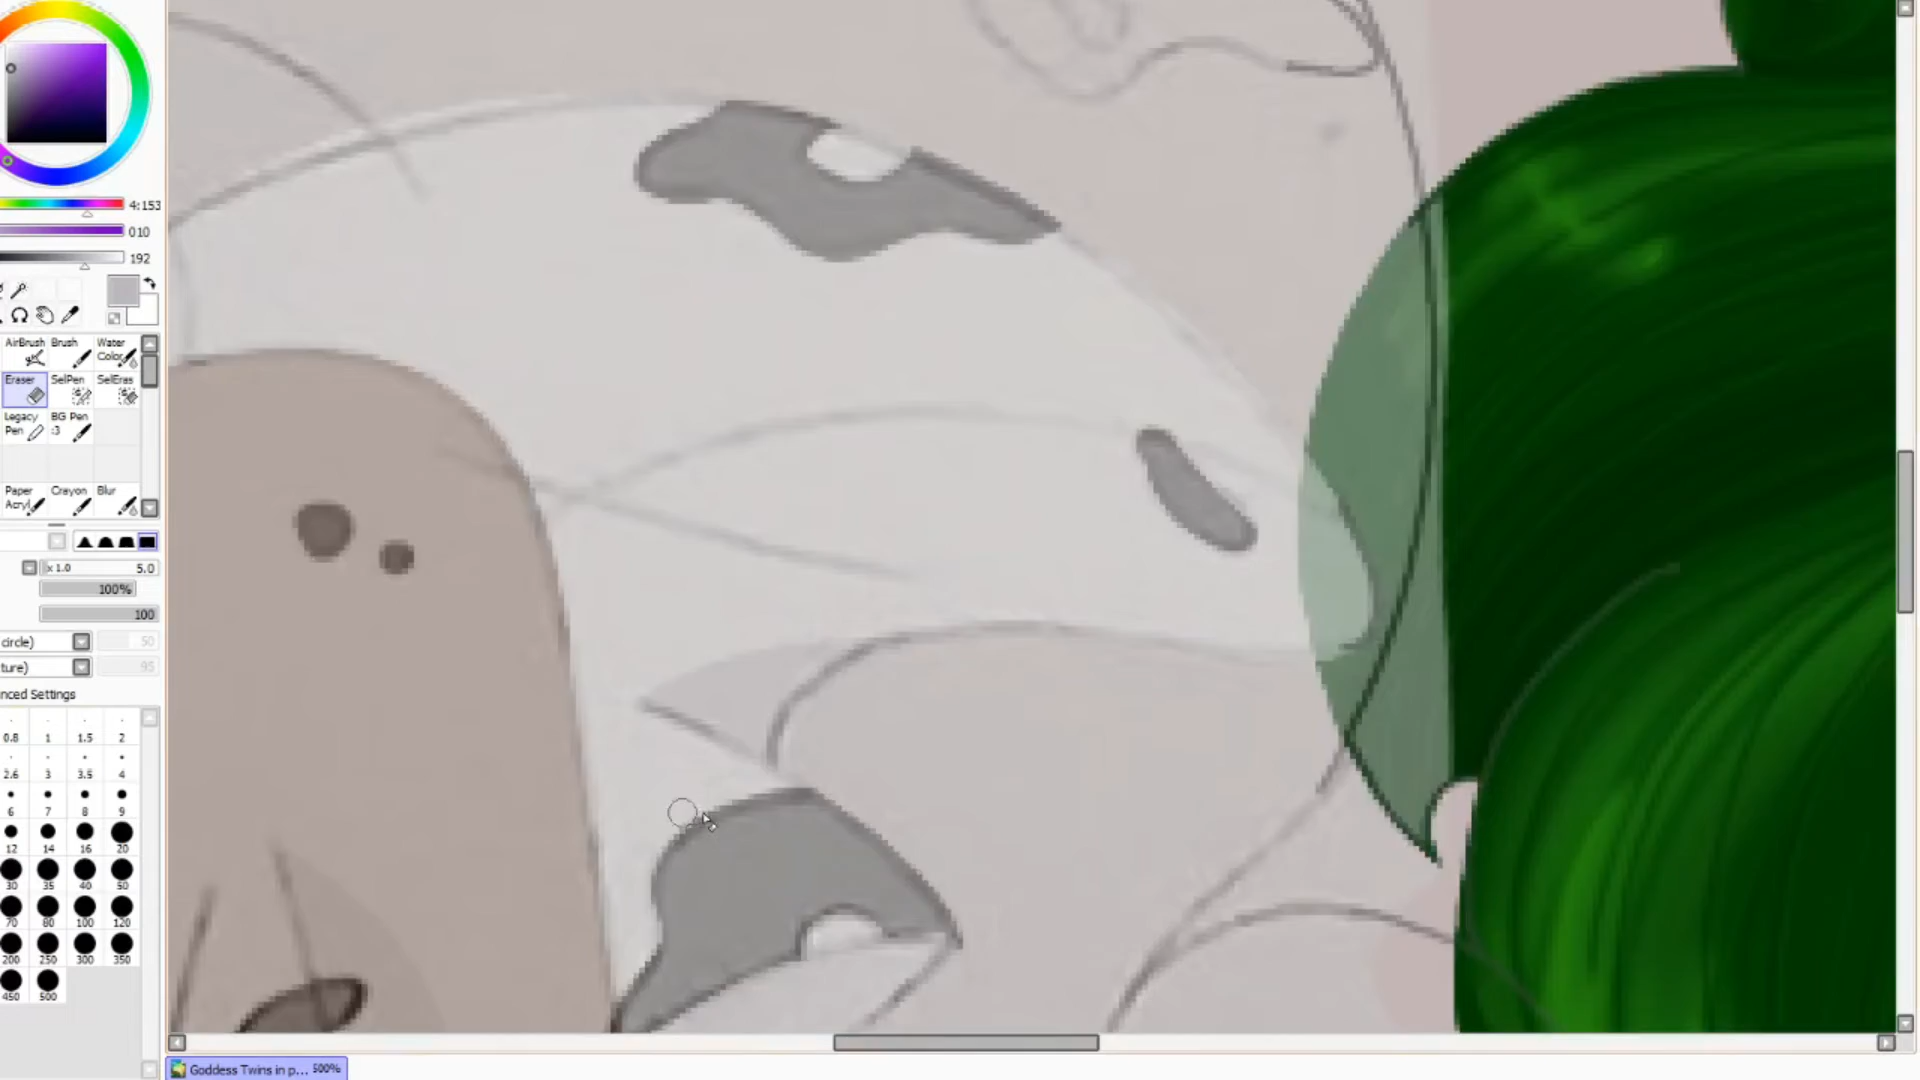 4:153
010
192
AirBrush Brush Water
Color
Eraser SelPen SelEras
Legacy BG Pen
Pen :3
Paper Crayon Blur
Acryl
x 1.0 5.0
100%
100
circle) 50
ture) 95
nced Settings
0.8 1 1.5 2
2.6 3 3.5 4
6 7 8 9
12 14 16 20
30 35 40 50
70 80 100 120
200 250 300 350
450 500
Goddess Twins in p... 500%